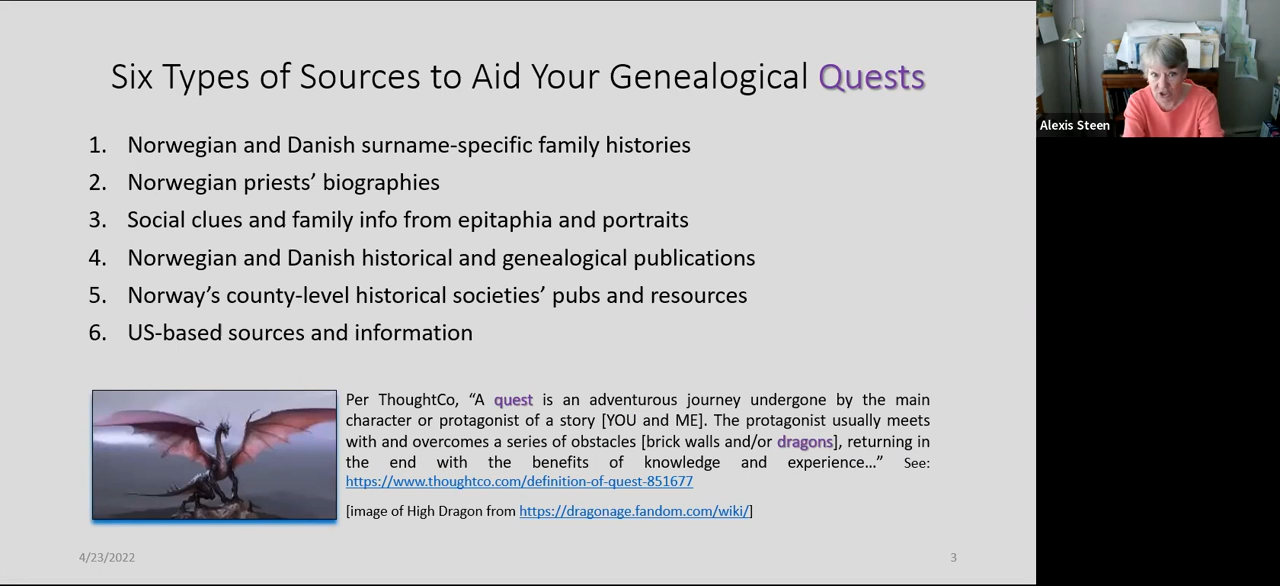 Six Types of Sources to Aid Your Genealogical Quests
1. Norwegian and Danish surname-specific family histories
2. Norwegian priests’ biographies
3. Social clues and family info from epitaphia and portraits
4. Norwegian and Danish historical and genealogical publications
5. Norway’s county-level historical societies’ pubs and resources
6. US-based sources and information
Per ThoughtCo, “A quest is an adventurous journey undergone by the main
character or protagonist of a story [YOU and ME]. The protagonist usually meets
with and overcomes a series of obstacles [brick walls and/or dragons], returning in
the end with the benefits of knowledge and experience…” See:
https://www.thoughtco.com/definition-of-quest-851677
[image of High Dragon from https://dragonage.fandom.com/wiki/]
4/23/2022
3
Alexis Steen